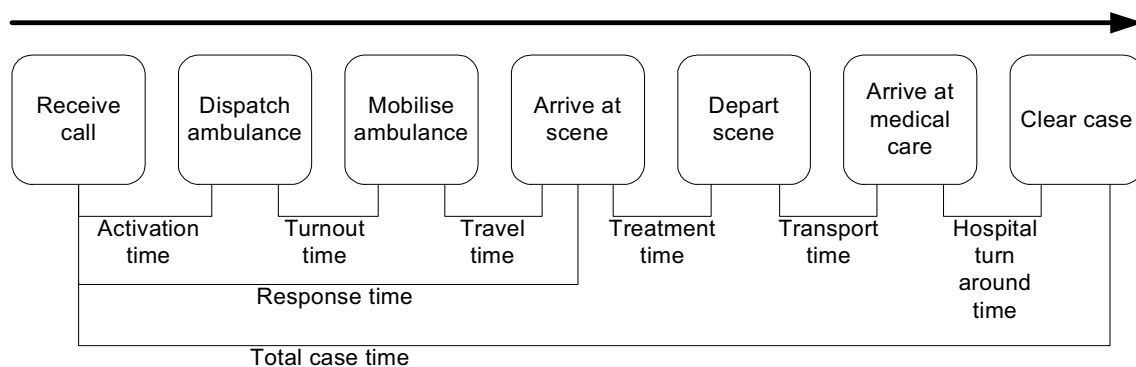 Receive
call
Dispatch
ambulance
Mobilise
ambulance
Arrive at
scene
Depart
scene
Arrive at
medical
care
Clear case
Activation
time
Turnout
time
Travel
time
Treatment
time
Transport
time
Hospital
turn
around
time
Response time
Total case time